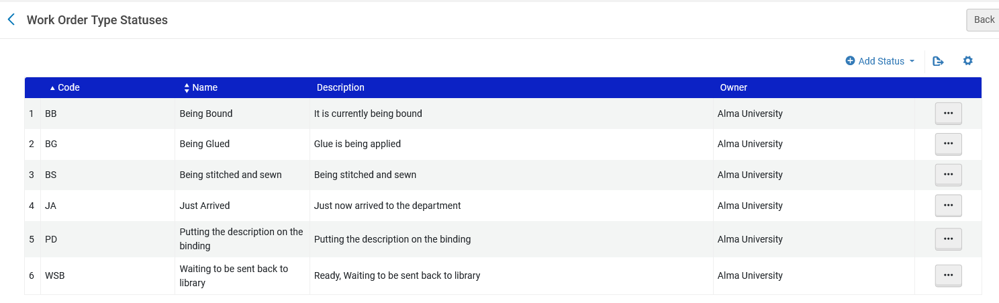 Work Order Type Statuses
Back
Add Status
Code Name Description Owner
1 BB Being Bound It is currently being bound Alma University
2 BG Being Glued Glue is being applied Alma University
3 BS Being stitched and sewn Being stitched and sewn Alma University
4 JA Just Arrived Just now arrived to the department Alma University
5 PD Putting the description on the
binding Putting the description on the binding Alma University
6 WSB Waiting to be sent back to
library Ready, Waiting to be sent back to library Alma University